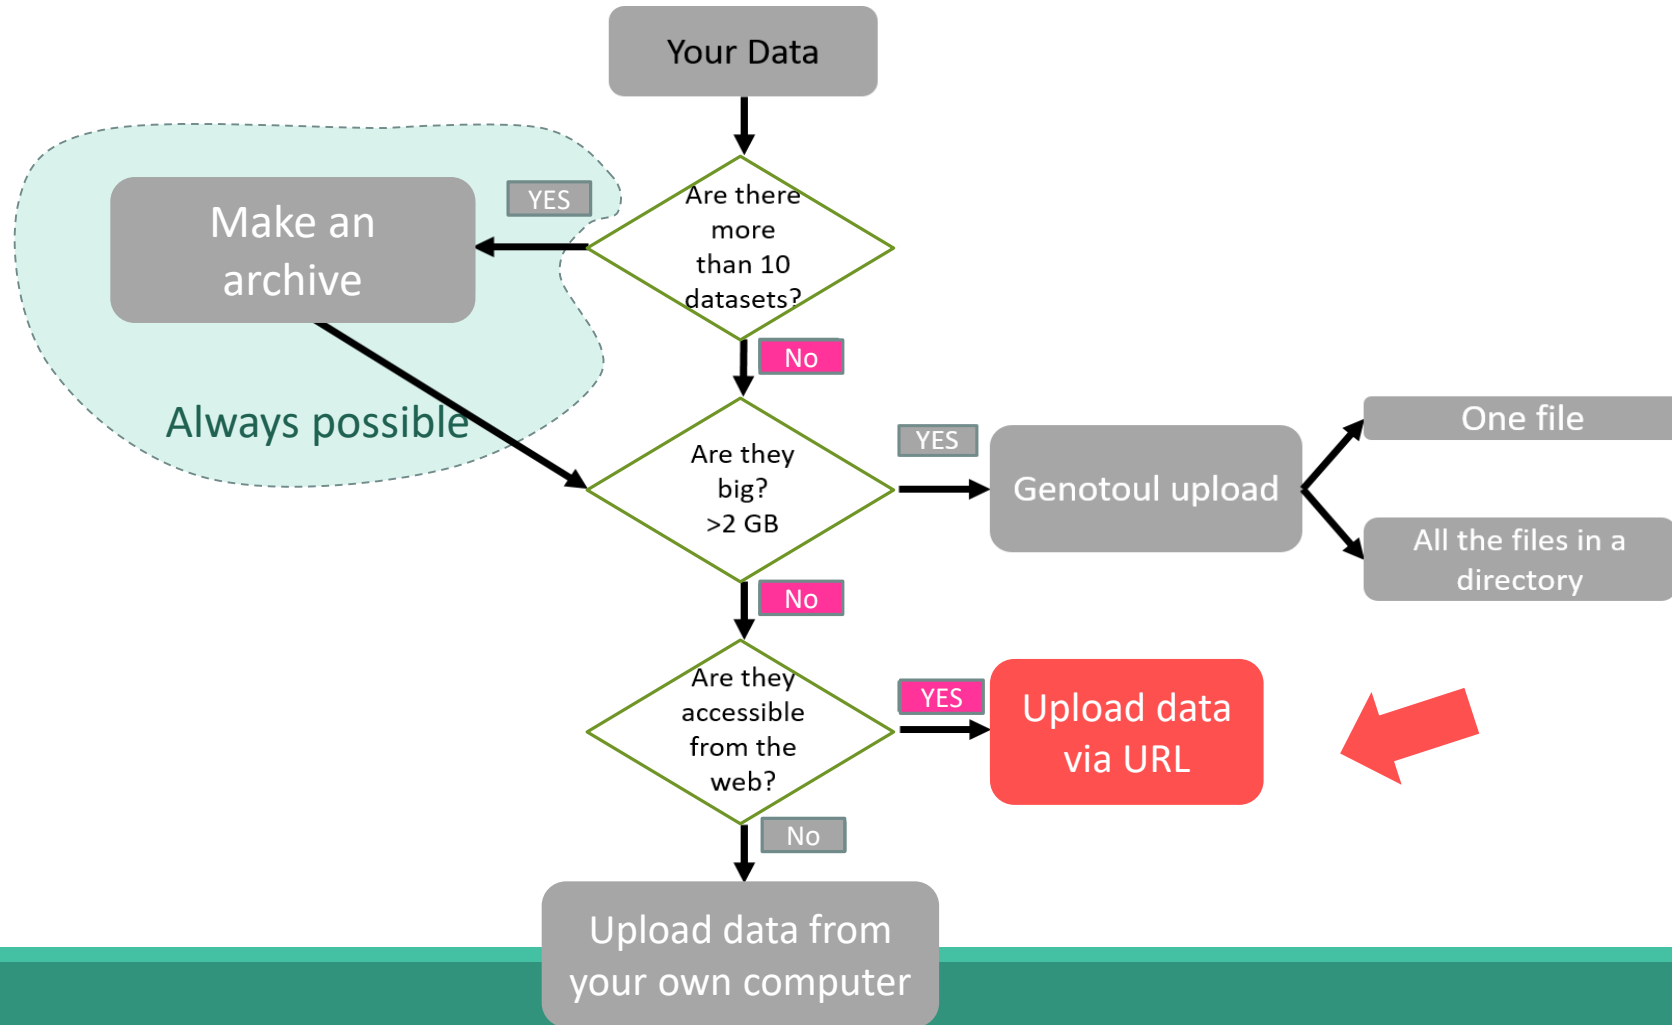 Your Data
Are there
more
than 10
datasets?
YES
Make an
archive
Always possible
No
Are they
big?
>2 GB
YES
Genotoul upload
One file
All the files in a
directory
No
Are they
accessible
from the
web?
YES
Upload data
via URL
No
Upload data from
your own computer